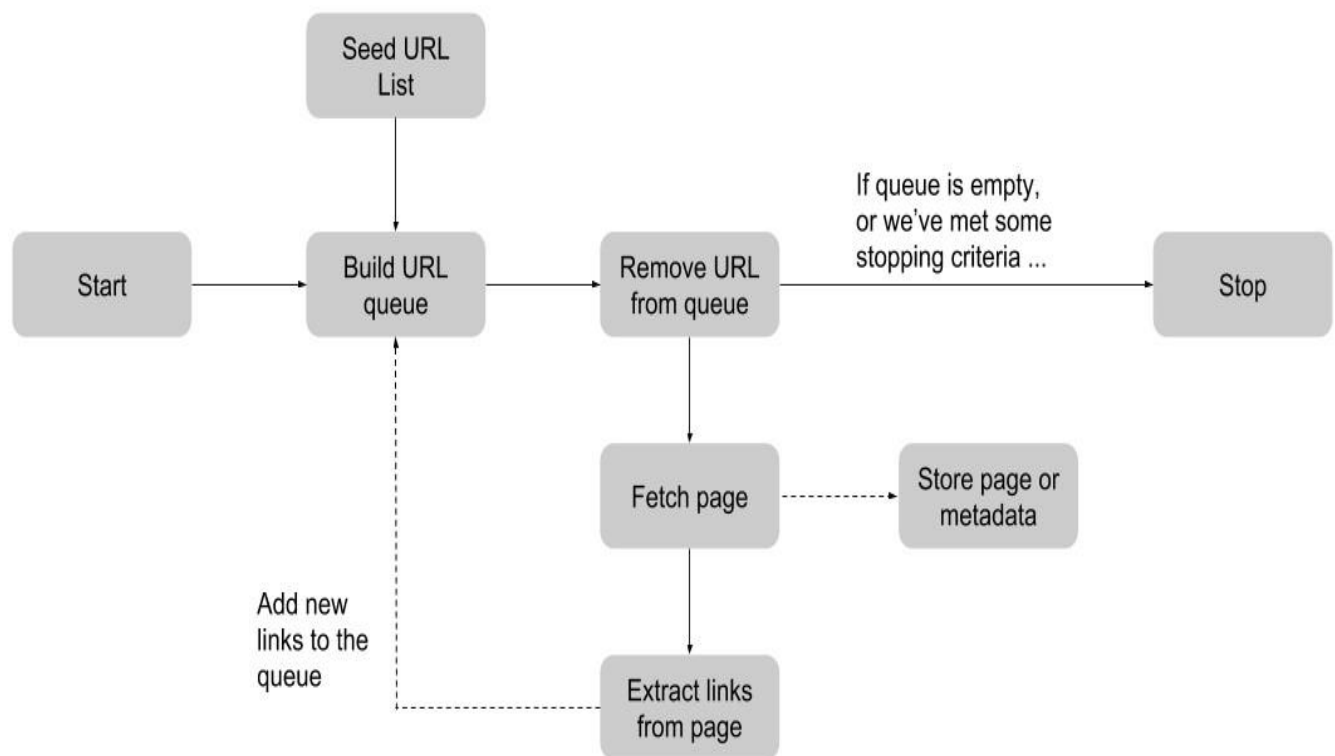 Seed URL
List
If queue is empty,
or we’ve met some
stopping criteria ...
Start
Build URL
queue
Remove URL
from queue
Stop
Fetch page
Store page or
metadata
Add new
links to the
queue
Extract links
from page